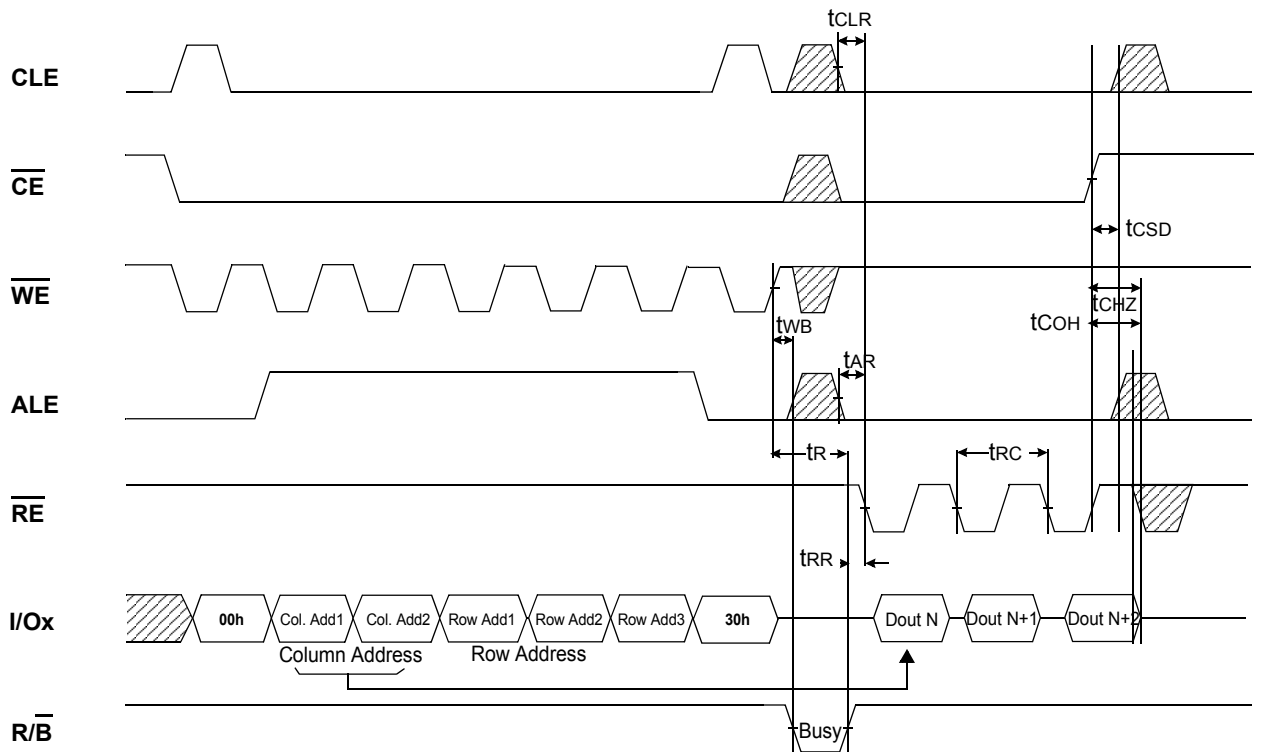 tCLR
CLE
CE
tCSD
WE
tCHZ
tWB
tCOH
tAR
ALE
tR
tRC
RE
tRR
I/Ox
00h
Col. Add1
Col. Add2
Row Add1
Row Add2
Row Add3
30h
Dout N
Dout N+1
Dout N+2
Column Address
Row Address
R/B
Busy